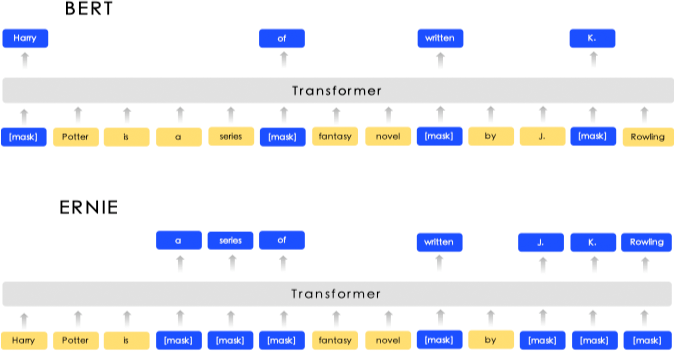 BERT
Harry of written K.
Transformer
[mask] Potter is a series [mask] fantasy novel [mask] by J. [mask] Rowling
ERNIE
a series of written J. K. Rowling
Transformer
Harry Potter is [mask] [mask] [mask] fantasy novel [mask] by [mask] [mask] [mask]